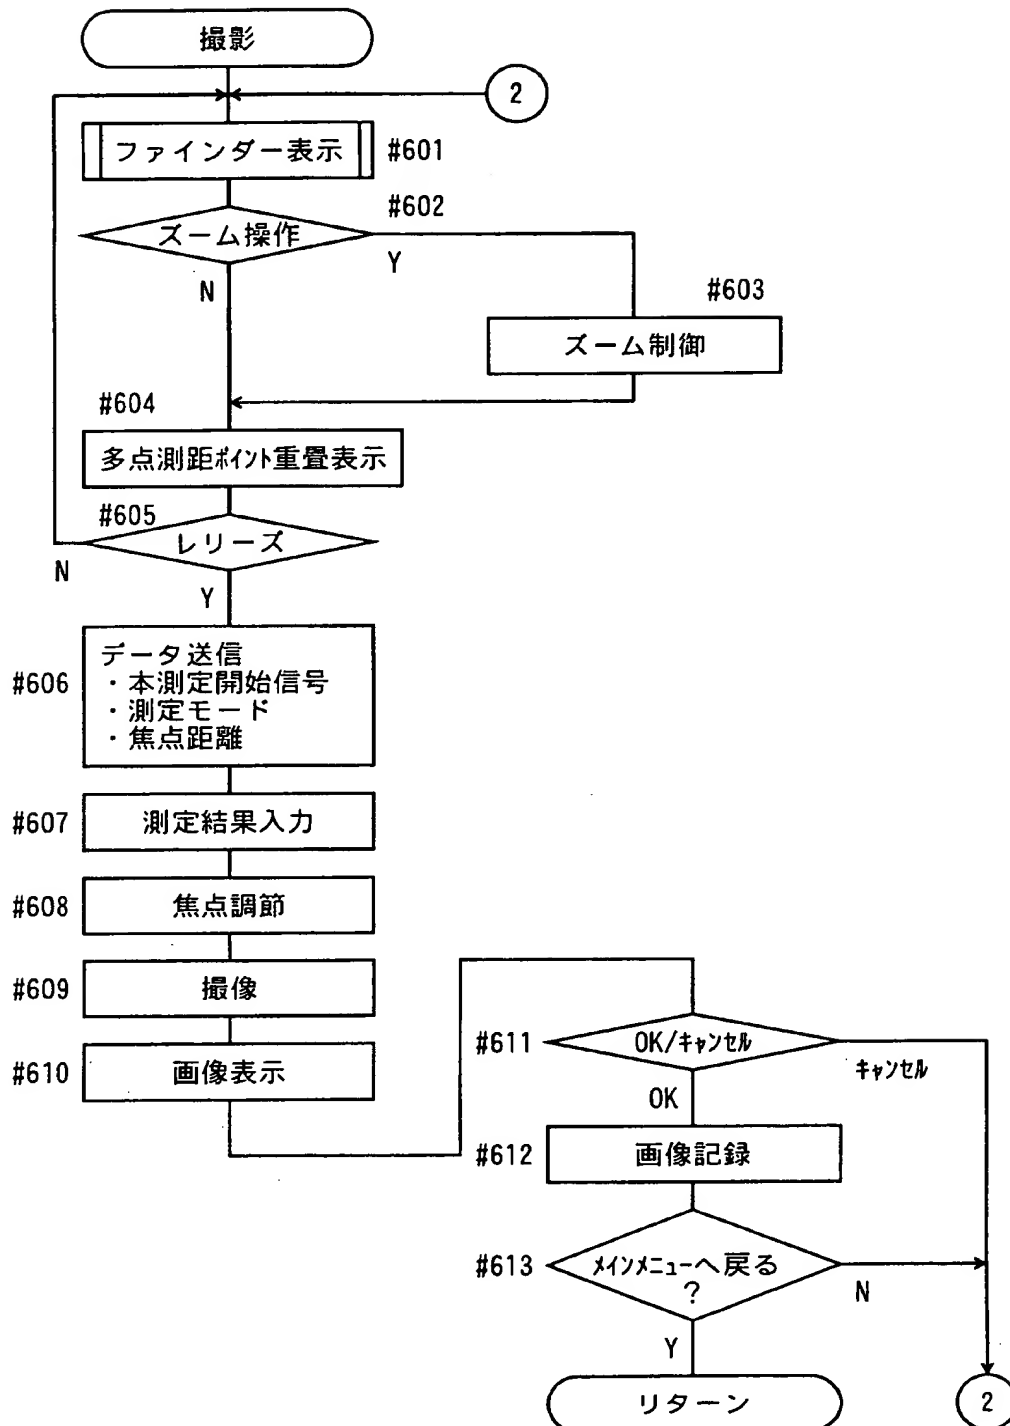 撮影
2
ファインダー表示
#601
#602
ズーム操作
Y
N
#603
ズーム制御
#604
多点測距ポイント重畳表示
#605
レリーズ
N
Y
#606
データ送信
・本測定開始信号
・測定モード
・焦点距離
#607
測定結果入力
#608
焦点調節
#609
撮像
#610
画像表示
#611
OK/キャンセル
キャンセル
OK
#612
画像記録
#613
メインメニューへ戻る
?
N
Y
リターン
2